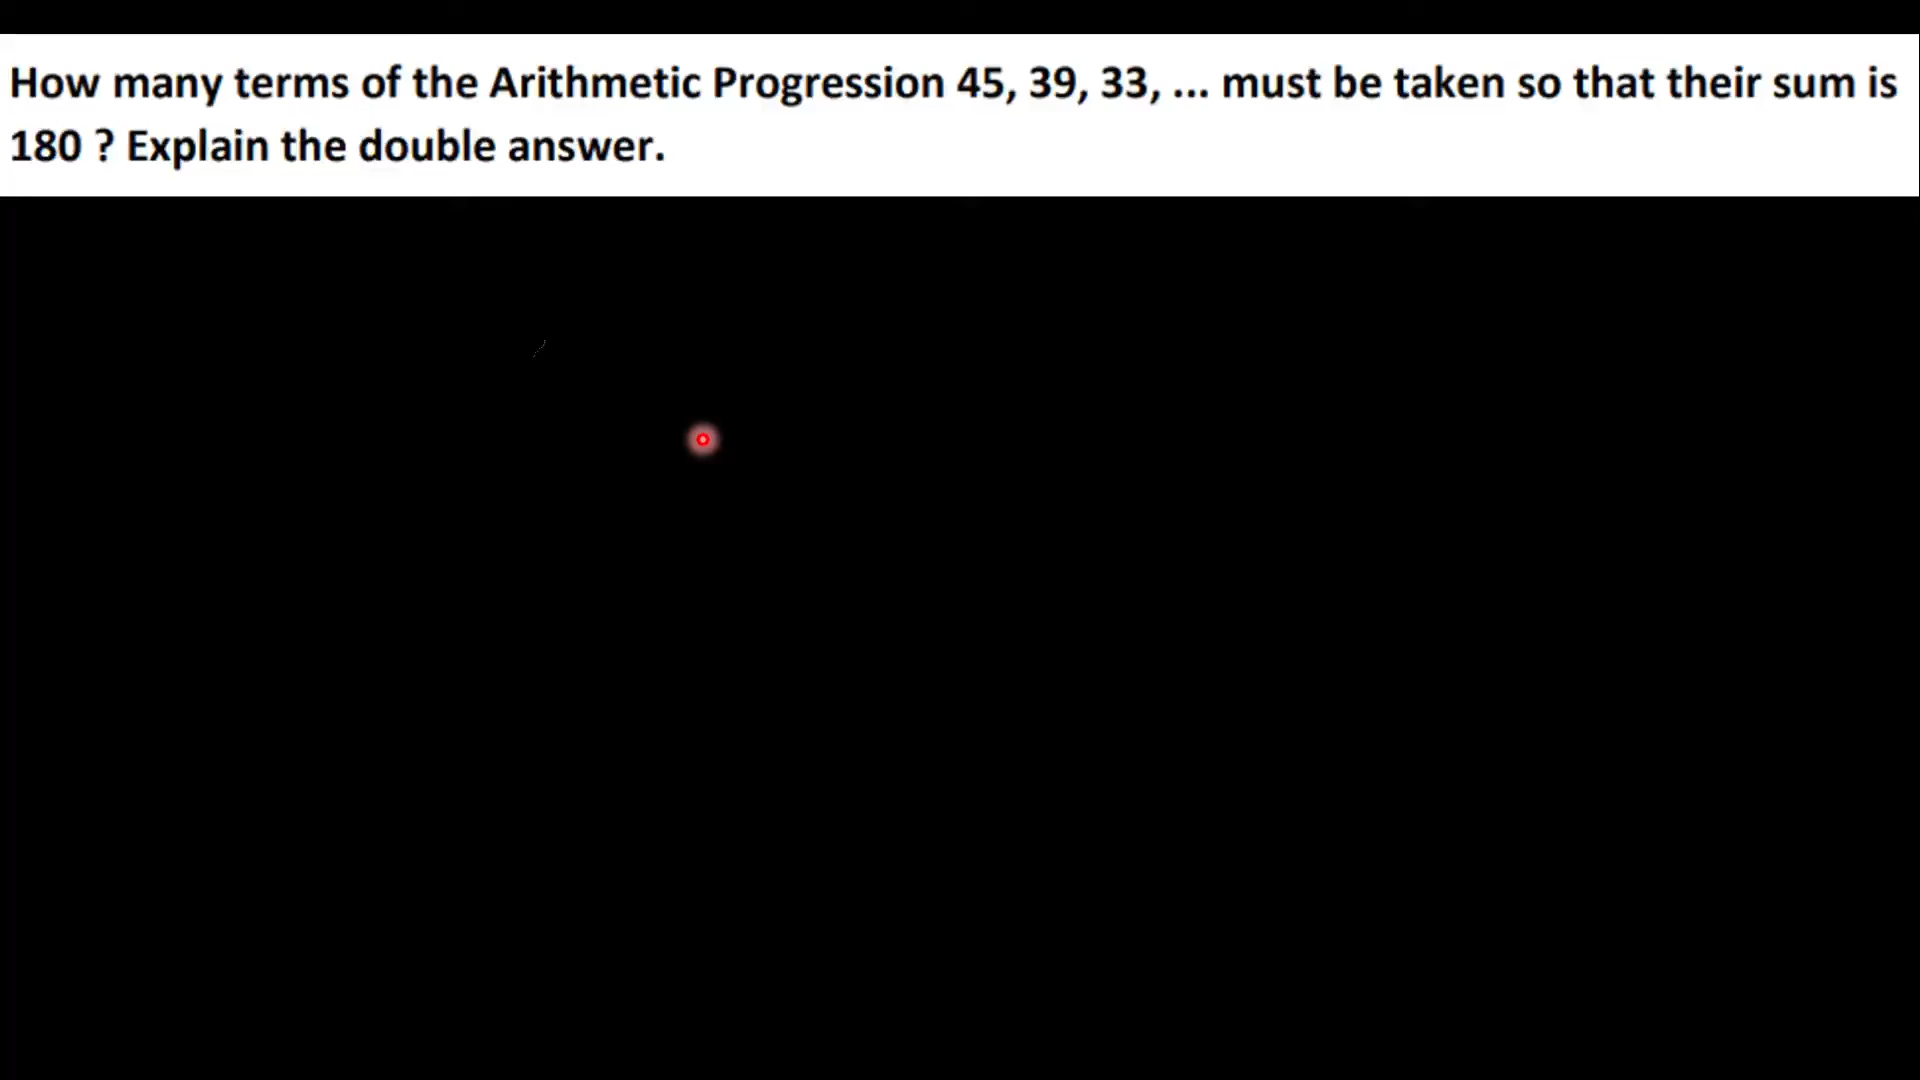 How many terms of the Arithmetic Progression 45, 39, 33, ... must be taken so that their sum is
180 ? Explain the double answer.